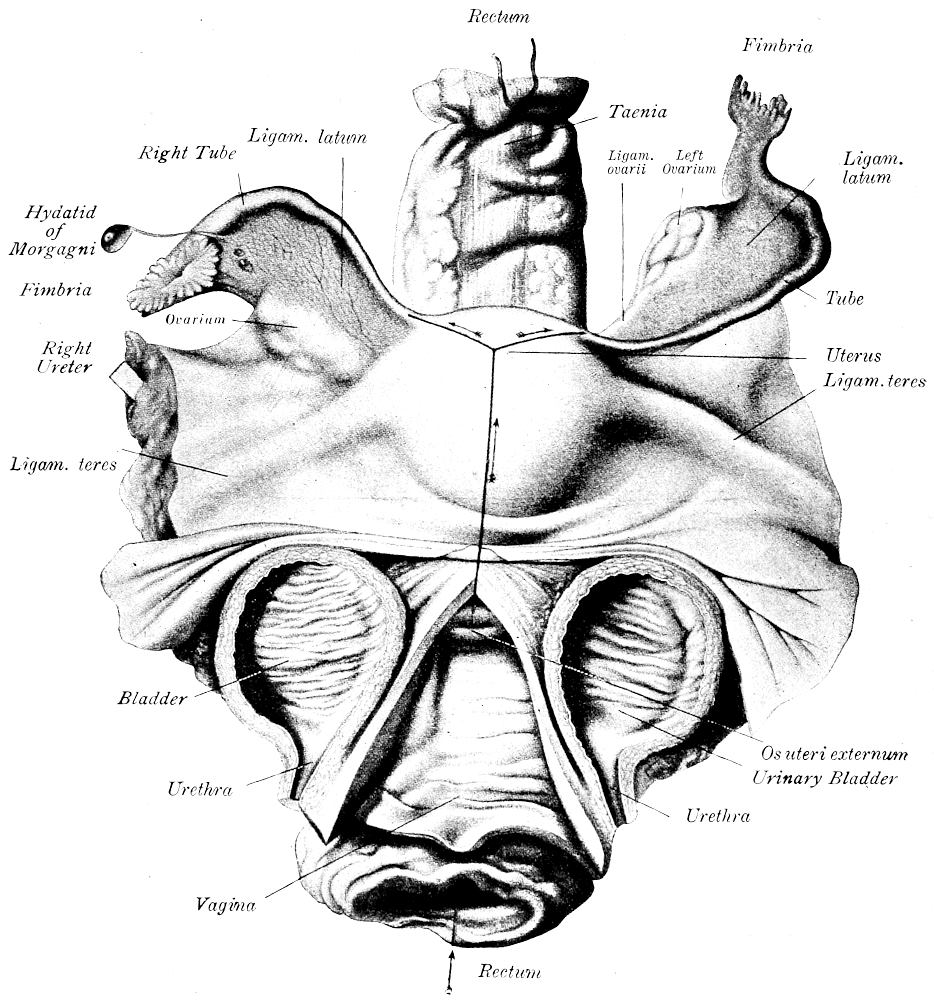 Rectum
Fimbria
Taenia
Ligam. latum
Right Tube
Ligam.
ovarii
Left
Ovarium
Ligam.
latum
Hydatid
of
Morgagni
Fimbria
Ovarium
Tube
Right
Ureter
Uterus
Ligam. teres
Ligam. teres
Bladder
Os uteri externum
Urinary Bladder
Urethra
Urethra
Vagina
Rectum